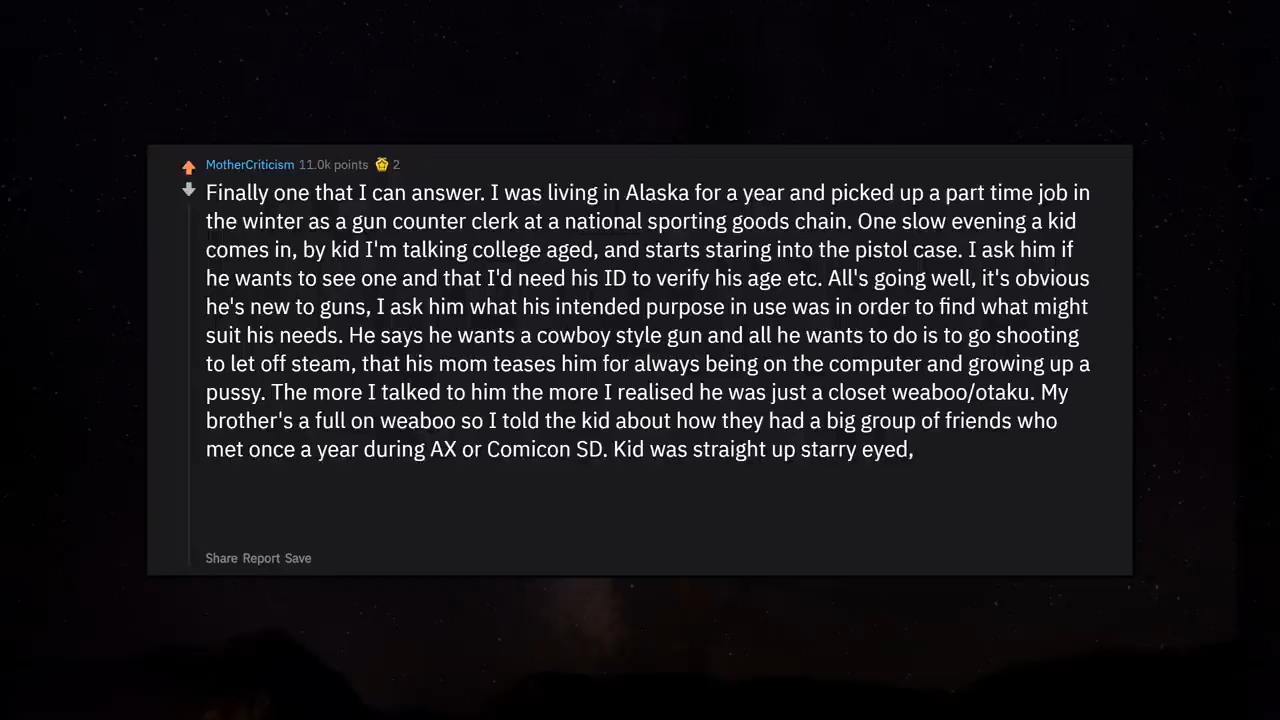 MotherCriticism 11.0k points 2
Finally one that I can answer. I was living in Alaska for a year and picked up a part time job in
the winter as a gun counter clerk at a national sporting goods chain. One slow evening a kid
comes in, by kid I'm talking college aged, and starts staring into the pistol case. I ask him if
he wants to see one and that I'd need his ID to verify his age etc. All's going well, it's obvious
he's new to guns, I ask him what his intended purpose in use was in order to find what might
suit his needs. He says he wants a cowboy style gun and all he wants to do is to go shooting
to let off steam, that his mom teases him for always being on the computer and growing up a
pussy. The more I talked to him the more I realised he was just a closet weaboo/otaku. My
brother's a full on weaboo so I told the kid about how they had a big group of friends who
met once a year during AX or Comicon SD. Kid was straight up starry eyed,
Share Report Save